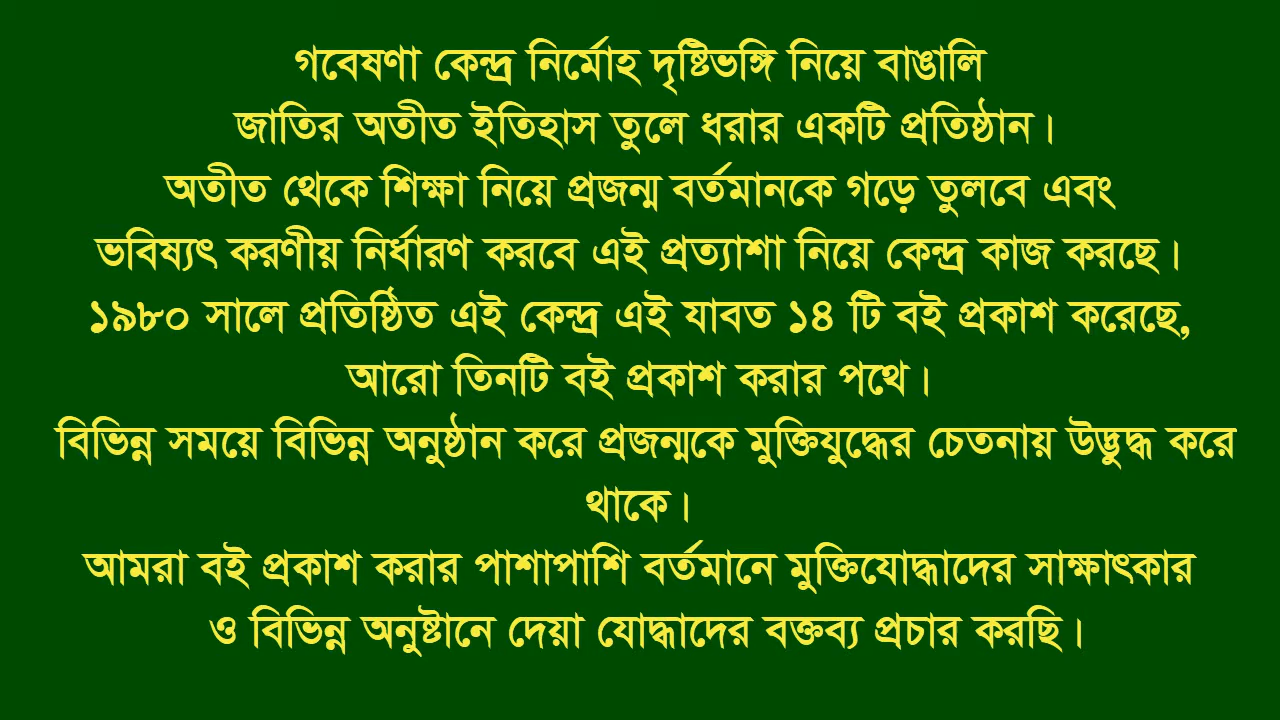 গবেষণা কেন্দ্র নির্মোহ দৃষ্টিভঙ্গি নিয়ে বাঙালি
জাতির অতীত ইতিহাস তুলে ধরার একটি প্রতিষ্ঠান।
অতীত থেকে শিক্ষা নিয়ে প্রজন্ম বর্তমানকে গড়ে তুলবে এবং
ভবিষ্যৎ করণীয় নির্ধারণ করবে এই প্রত্যাশা নিয়ে কেন্দ্র কাজ করছে।
১৯৮০ সালে প্রতিষ্ঠিত এই কেন্দ্র এই যাবত ১৪ টি বই প্রকাশ করেছে,
আরো তিনটি বই প্রকাশ করার পথে।
বিভিন্ন সময়ে বিভিন্ন অনুষ্ঠান করে প্রজন্মকে মুক্তিযুদ্ধের চেতনায় উদ্ভুদ্ধ করে
থাকে।
আমরা বই প্রকাশ করার পাশাপাশি বর্তমানে মুক্তিযোদ্ধাদের সাক্ষাৎকার
ও বিভিন্ন অনুষ্টানে দেয়া যোদ্ধাদের বক্তব্য প্রচার করছি।